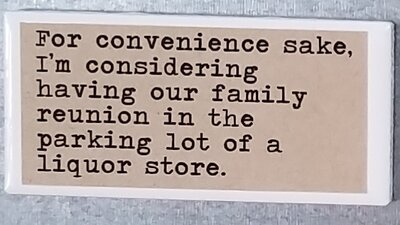 For convenience sake,
I'm considering
having our family
reunion in the
parking lot of a
liquor store.